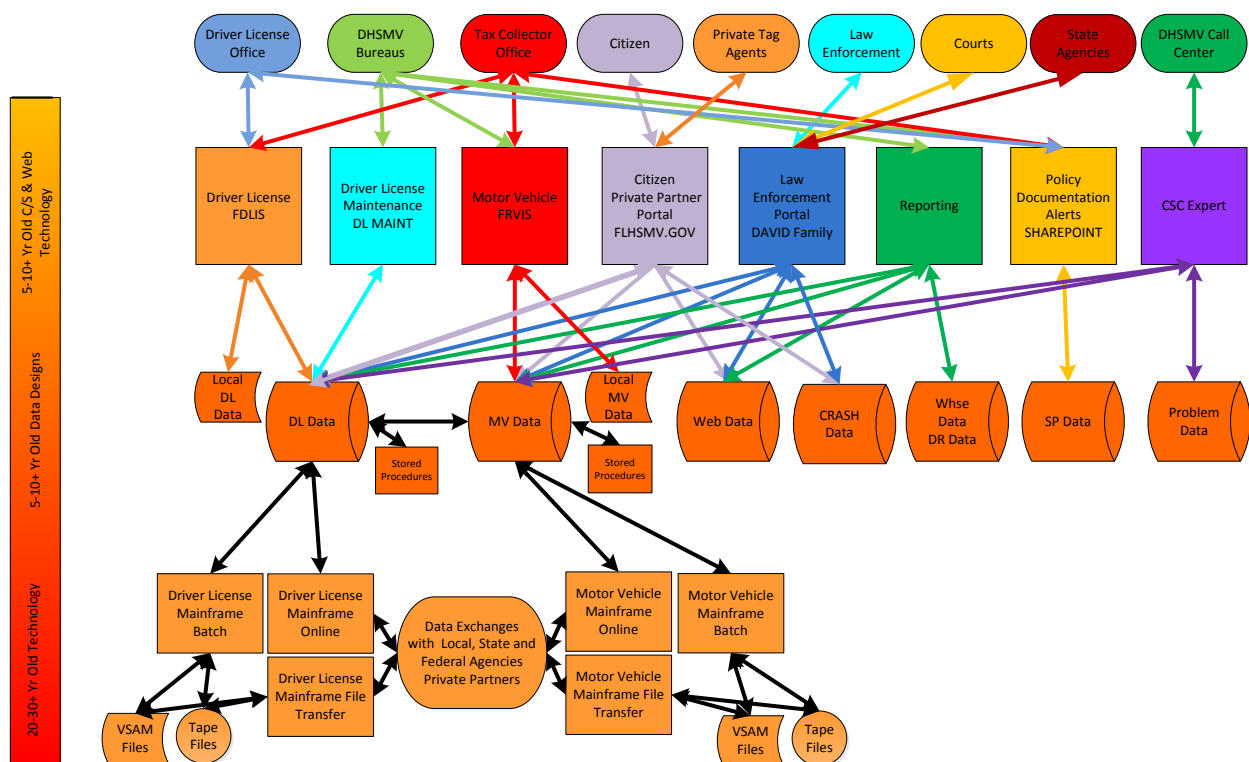 Driver License
Office
DHSMV
Bureaus
Tax Collector
Office
Citizen
Private Tag
Agents
Law
Enforcement
Courts
State
Agencies
DHSMV Call
Center
5-10+ Yr Old C/S & Web
Technology
Driver License
FDLIS
Driver License
Maintenance
DL MAINT
Motor Vehicle
FRVIS
Citizen
Private Partner
Portal
FLHSMV.GOV
Law
Enforcement
Portal
DAVID Family
Reporting
Policy
Documentation
Alerts
SHAREPOINT
CSC Expert
5-10+ Yr Old Data Designs
Local
DL
Data
DL Data
Stored
Procedures
MV Data
Local
MV
Data
Stored
Procedures
Web Data
CRASH
Data
Whse
Data
DR Data
SP Data
Problem
Data
20-30+ Yr Old Technology
Driver License
Mainframe
Batch
Driver License
Mainframe
Online
Data Exchanges
with Local, State and
Federal Agencies
Private Partners
Motor Vehicle
Mainframe
Online
Motor Vehicle
Mainframe
Batch
Driver License
Mainframe File
Transfer
Motor Vehicle
Mainframe File
Transfer
VSAM
Files
Tape
Files
VSAM
Files
Tape
Files